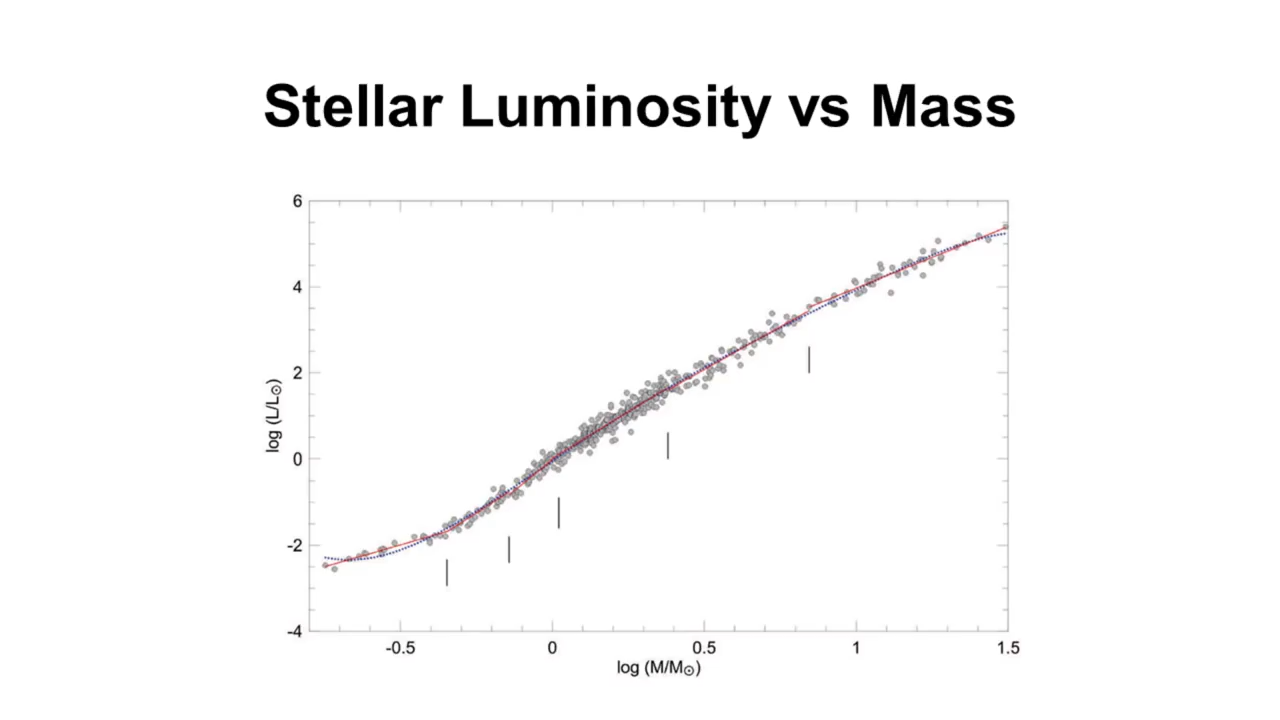 Stellar Luminosity vs Mass
6
4
2
0
-2
-4
log (L/L☉)
-0.5 0 0.5 1 1.5
log (M/M☉)